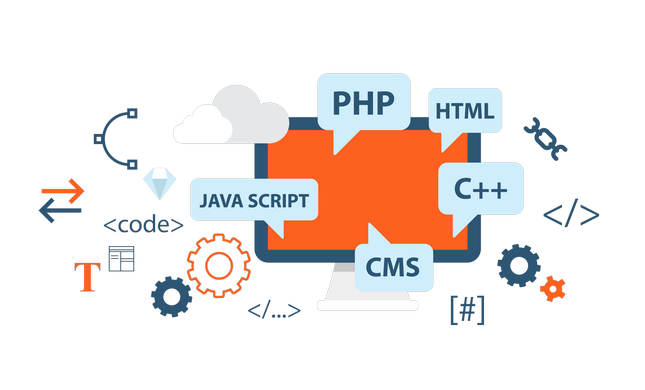 PHP
HTML
C++
JAVA SCRIPT
</>
<code>
CMS
T
</...>
[#]